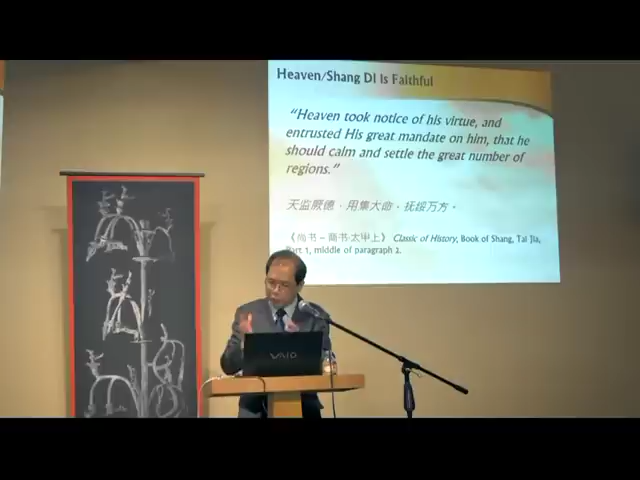 Heaven/Shang Di Is Faithful
“Heaven took notice of his virtue, and
entrusted His great mandate on him, that he
should calm and settle the great number of
regions.”
天监厥德，用集大命，抚绥万方。
《尚书 – 商书·太甲上》 Classic of History, Book of Shang, Tai Jia,
Part 1, middle of paragraph 2.
VAIO